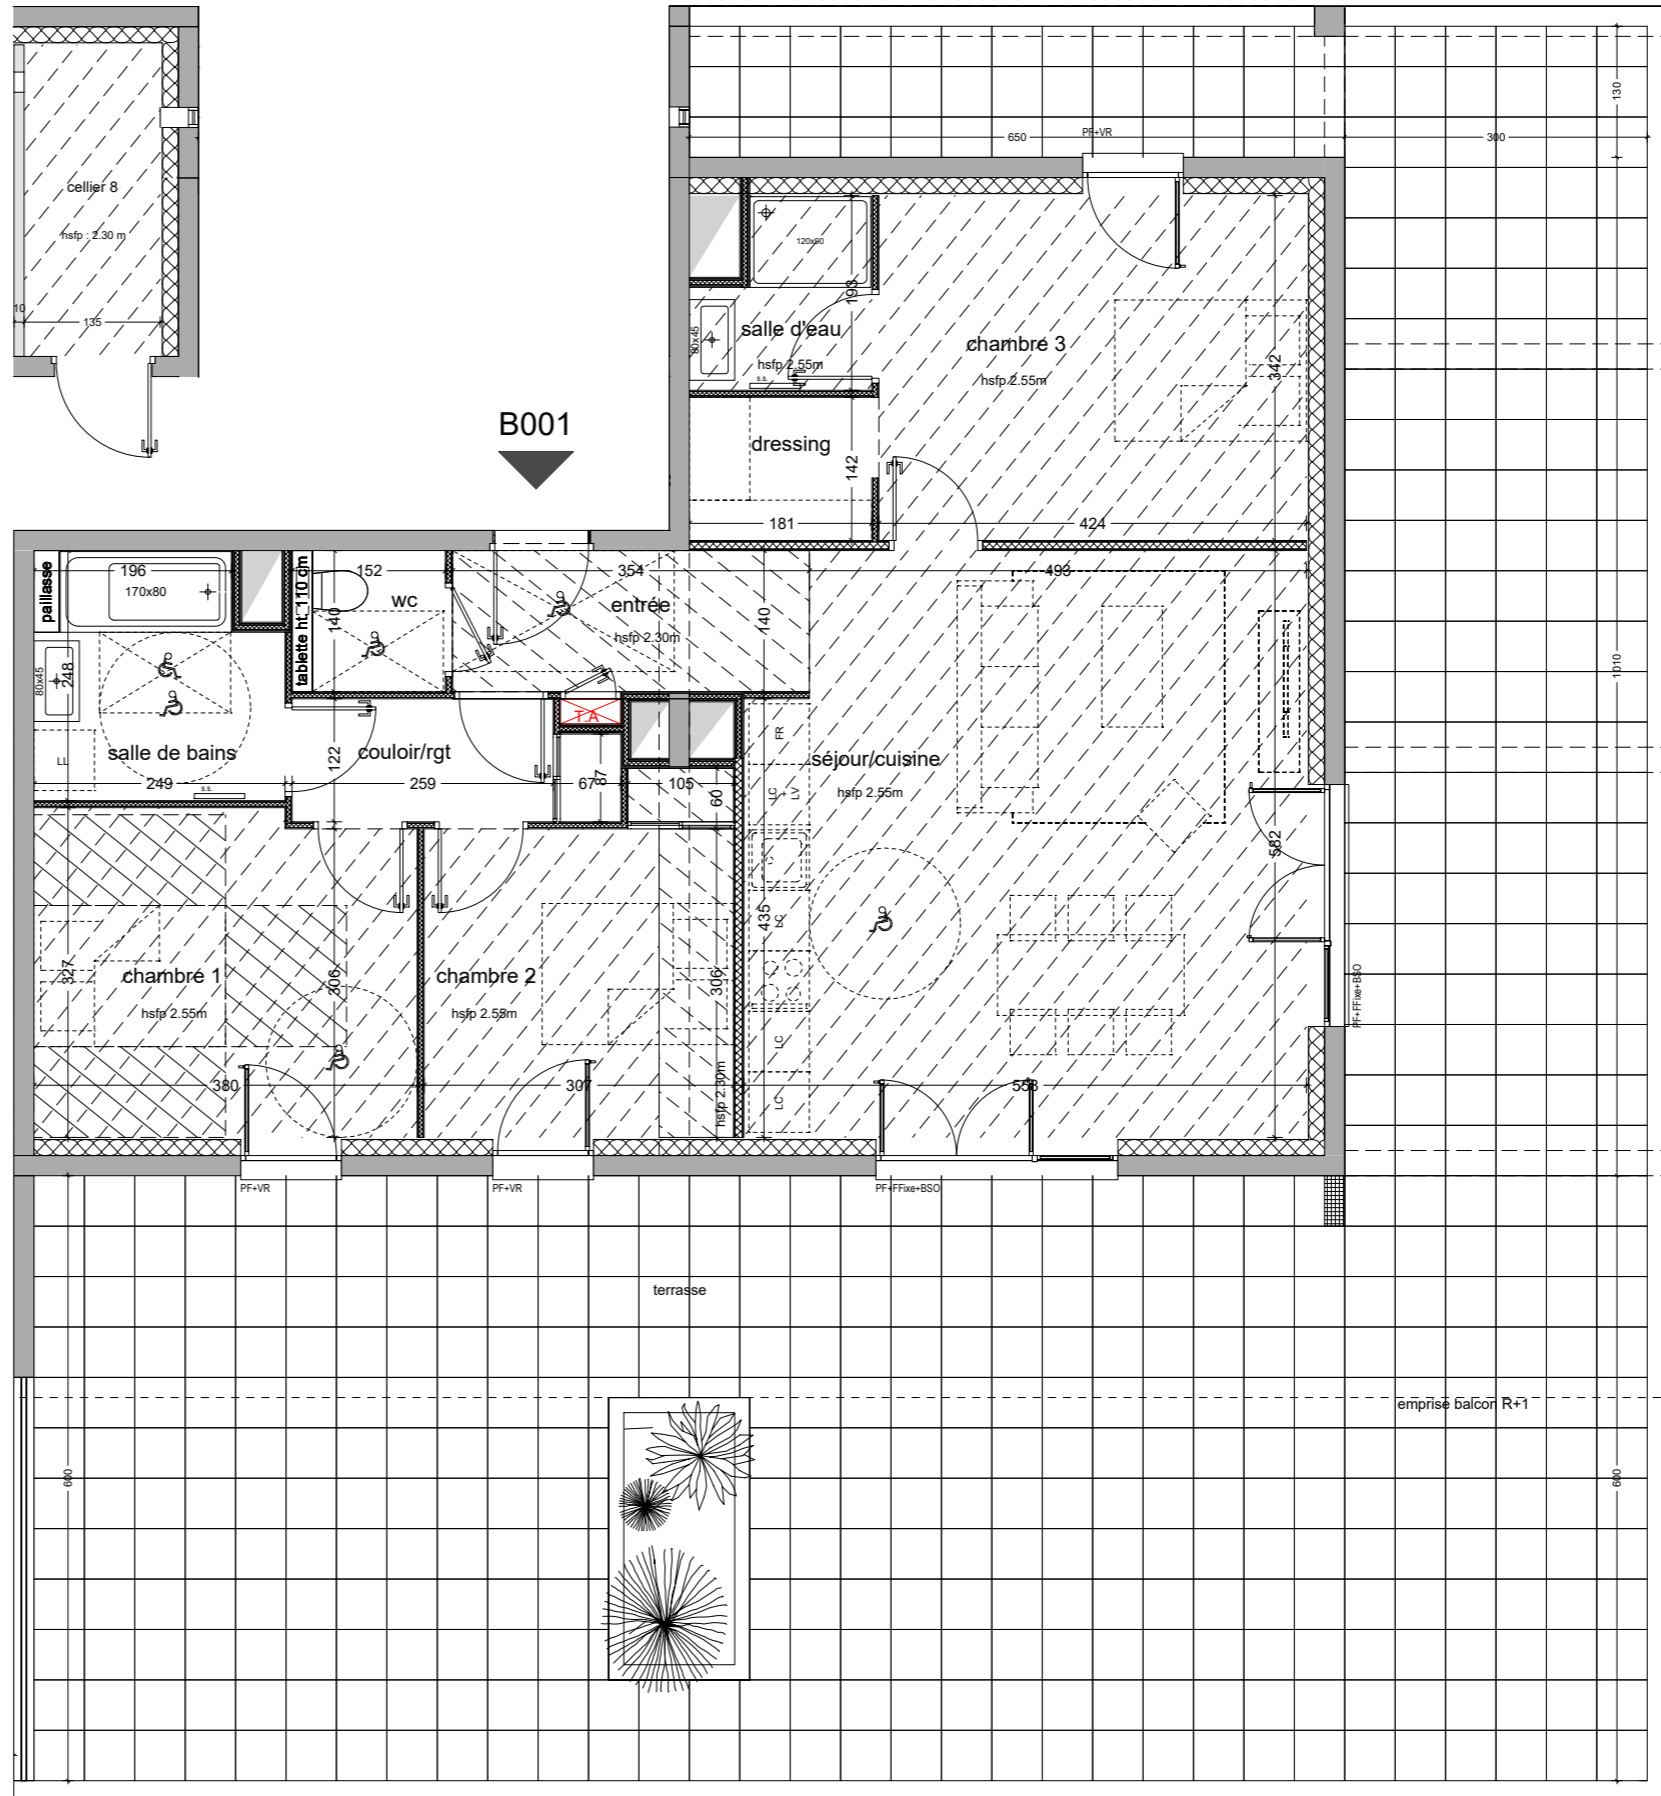 cellier 8
hsfp : 2.30 m
10
135
B001
650
PF+VR
300
130
120x90
193
salle d'eau
80x45
hsfp 2.55m
s.s.
chambre 3
hsfp 2.55m
342
dressing
142
181
424
paillasse
196
170x80
tablette ht_110 cm
152
140
wc
354
entrée
hsfp 2.30m
140
493
1010
80x45
248
salle de bains
LL
249
s.s.
122
couloir/rgt
259
T.A
67
87
105
60
FR
LC
+
LV
séjour/cuisine
hsfp 2.55m
582
435
LC
LC
LC
327
chambre 1
hsfp 2.55m
306
380
chambre 2
hsfp 2.55m
306
307
hsfp 2.30m
558
PF+FFixe+BSO
PF+VR
PF+VR
PF+FFixe+BSO
terrasse
emprise balcon R+1
600
600